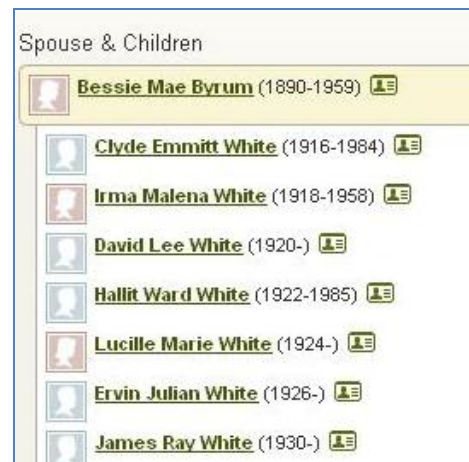 Spouse & Children
Bessie Mae Byrum (1890-1959)
Clyde Emmitt White (1916-1984)
Irma Malena White (1918-1958)
David Lee White (1920-)
Hallit Ward White (1922-1985)
Lucille Marie White (1924-)
Ervin Julian White (1926-)
James Ray White (1930-)